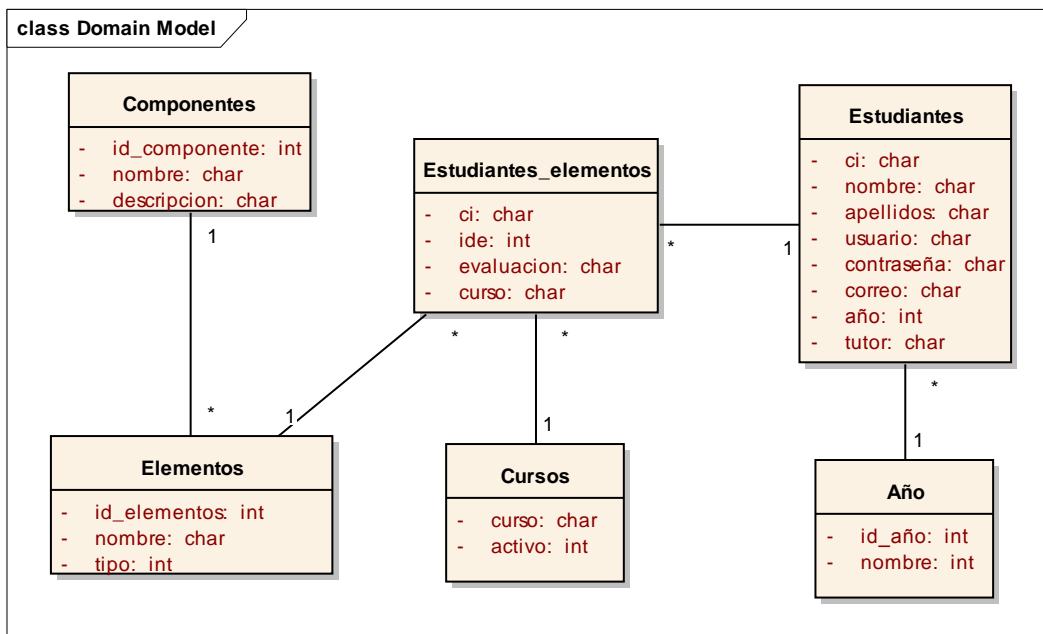 class Domain Model
Componentes
- id_componente: int
- nombre: char
- descripcion: char
1
*
Estudiantes_elementos
- ci: char
- ide: int
- evaluacion: char
- curso: char
*
1
*
*
Estudiantes
- ci: char
- nombre: char
- apellidos: char
- usuario: char
- contraseña: char
- correo: char
- año: int
- tutor: char
*
1
1
1
Elementos
- id_elementos: int
- nombre: char
- tipo: int
Cursos
- curso: char
- activo: int
Año
- id_año: int
- nombre: int